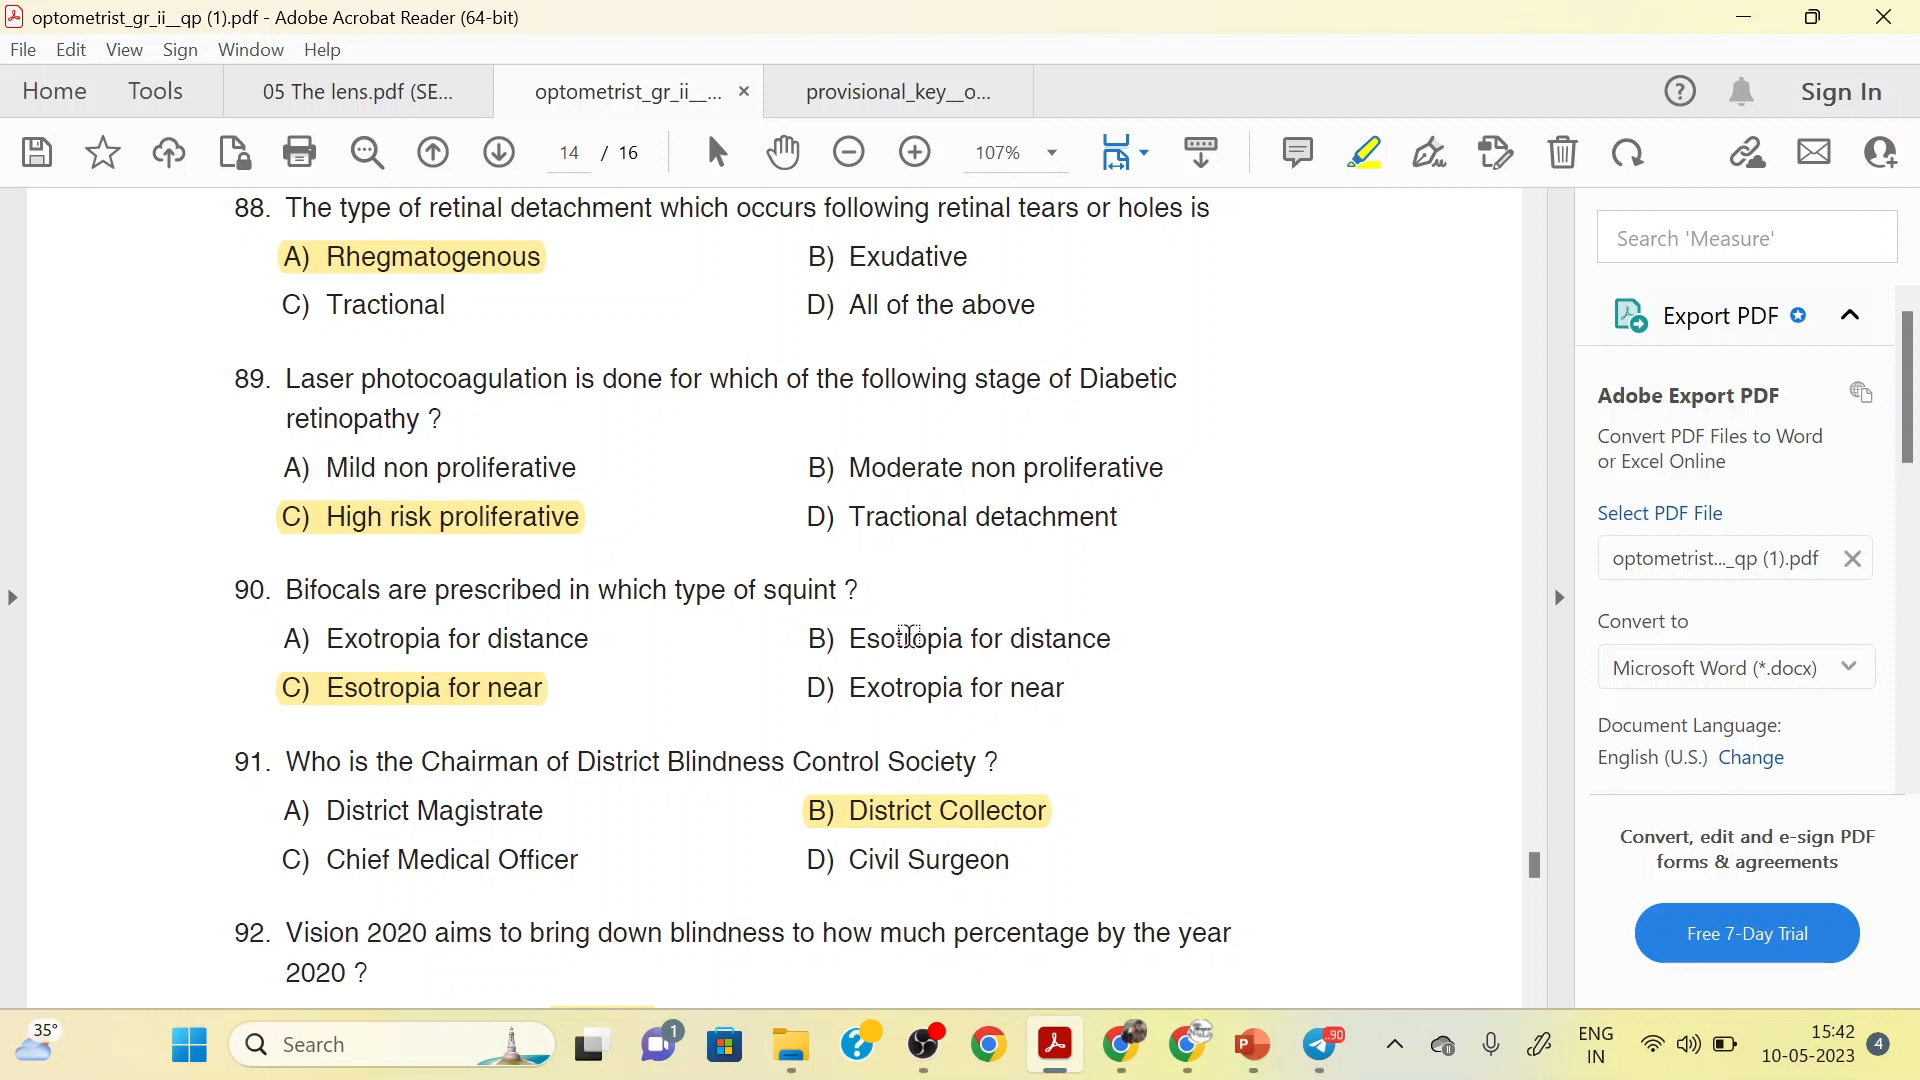 optometrist_gr_ii__qp (1).pdf - Adobe Acrobat Reader (64-bit)
File Edit View Sign Window Help
Home Tools 05 The lens.pdf (SE... optometrist_gr_ii__... × provisional_key__o... Sign In
14 / 16 107%
88. The type of retinal detachment which occurs following retinal tears or holes is
A) Rhegmatogenous B) Exudative
C) Tractional D) All of the above
89. Laser photocoagulation is done for which of the following stage of Diabetic
retinopathy ?
A) Mild non proliferative B) Moderate non proliferative
C) High risk proliferative D) Tractional detachment
90. Bifocals are prescribed in which type of squint ?
A) Exotropia for distance B) Esotropia for distance
C) Esotropia for near D) Exotropia for near
91. Who is the Chairman of District Blindness Control Society ?
A) District Magistrate B) District Collector
C) Chief Medical Officer D) Civil Surgeon
92. Vision 2020 aims to bring down blindness to how much percentage by the year
2020 ?
Search 'Measure'
Export PDF
Adobe Export PDF
Convert PDF Files to Word
or Excel Online
Select PDF File
optometrist..._qp (1).pdf
Convert to
Microsoft Word (*.docx)
Document Language:
English (U.S.) Change
Convert, edit and e-sign PDF
forms & agreements
Free 7-Day Trial
35°
Search
1
90
ENG
IN
15:42
10-05-2023
4